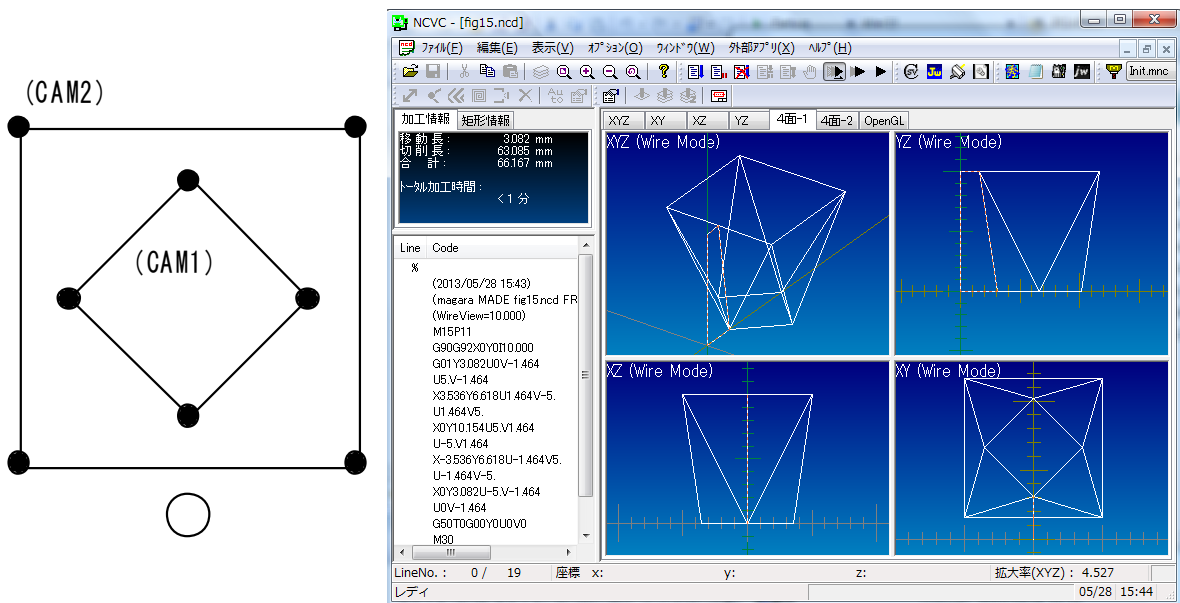 (CAM2)
(CAM1)
NCVC - [fig15.ncd]
ﾌｧｲﾙ(F) 編集(E) 表示(V) ｵﾌﾟｼｮﾝ(O) ｳｨﾝﾄﾞｳ(W) 外部ｱﾌﾟﾘ(X) ﾍﾙﾌﾟ(H)
SV Jw /w Init.mnc
Au to
加工情報 矩形情報
XYZ XY XZ YZ 4面-1 4面-2 OpenGL
移動長： 3.082 mm
切削長： 63.085 mm
合　計： 66.167 mm
ﾄｰﾀﾙ加工時間：
＜1 分
Line Code
%
(2013/05/28 15:43)
(magara MADE fig15.ncd FR
(WireView=10.000)
M15P11
G90G92X0Y0I10.000
G01Y3.082U0V-1.464
U5.V-1.464
X3.536Y6.618U1.464V-5.
U1.464V5.
X0Y10.154U5.V1.464
U-5.V1.464
X-3.536Y6.618U-1.464V5.
U-1.464V-5.
X0Y3.082U-5.V-1.464
U0V-1.464
G50T0G00Y0U0V0
M30
XYZ (Wire Mode)
YZ (Wire Mode)
XZ (Wire Mode)
XY (Wire Mode)
LineNo. : 0 / 19 座標 x: y: z: 拡大率(XYZ) : 4.527
レディ 05/28 15:44